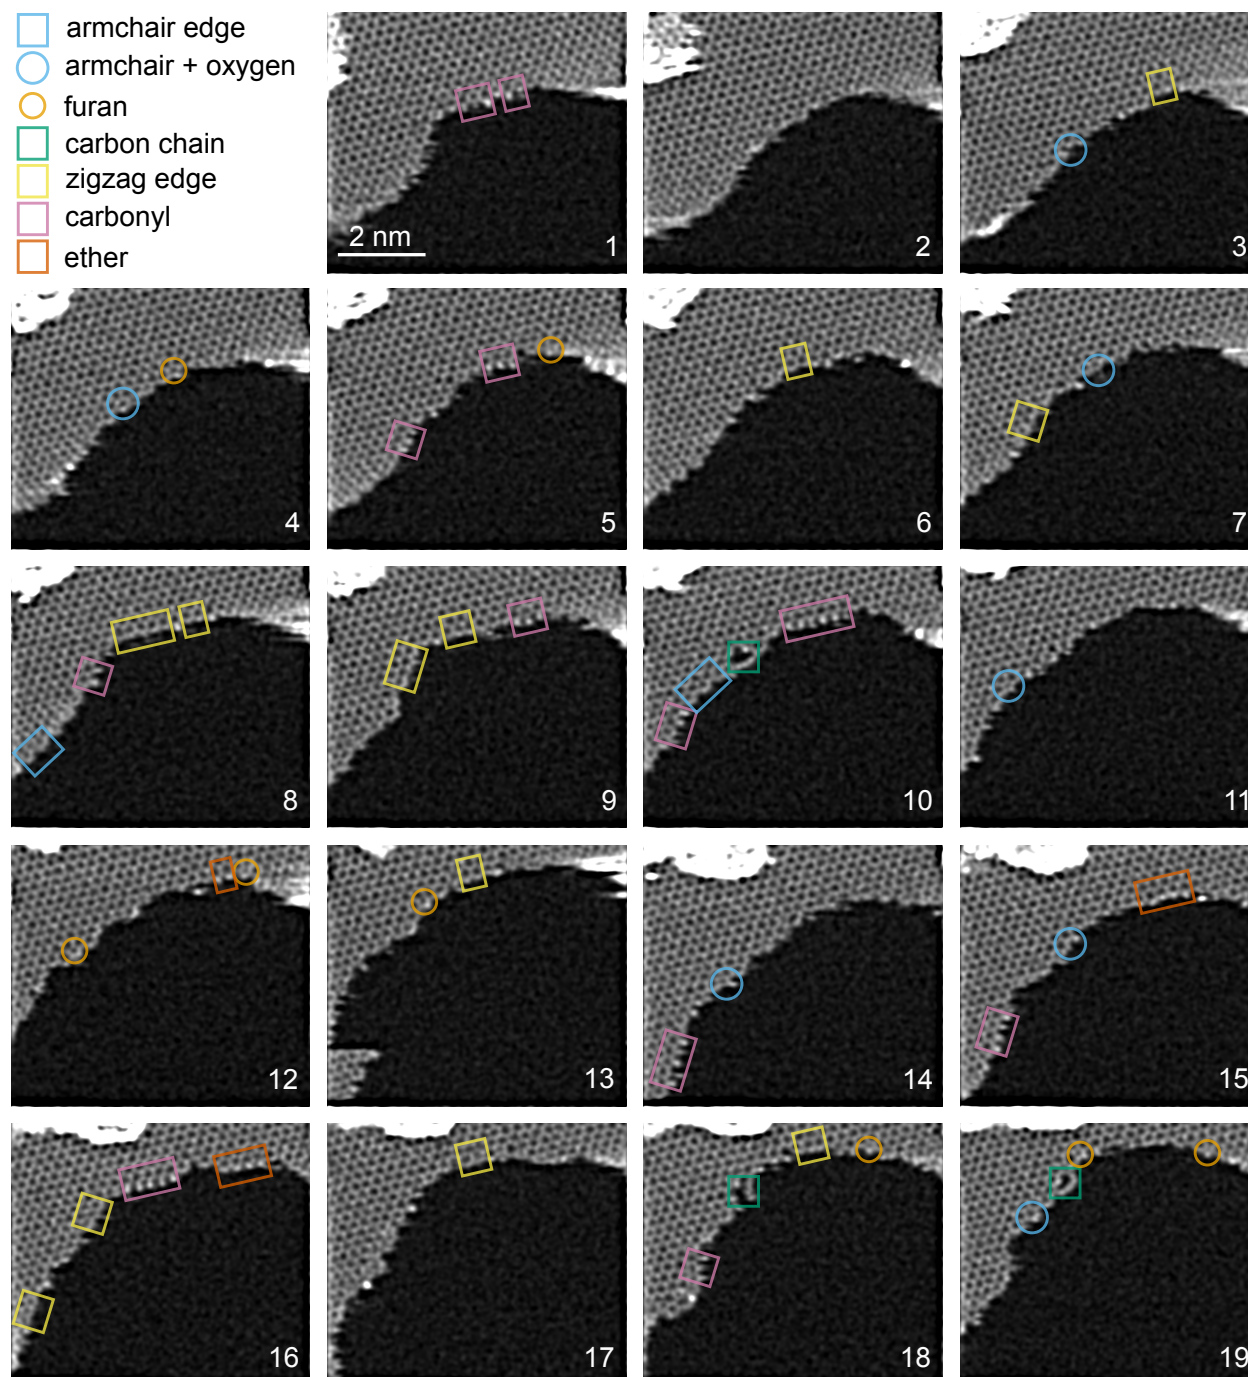 armchair edge
armchair + oxygen
furan
carbon chain
zigzag edge
carbonyl
ether
2 nm
1
2
3
4
5
6
7
8
9
10
11
12
13
14
15
16
17
18
19